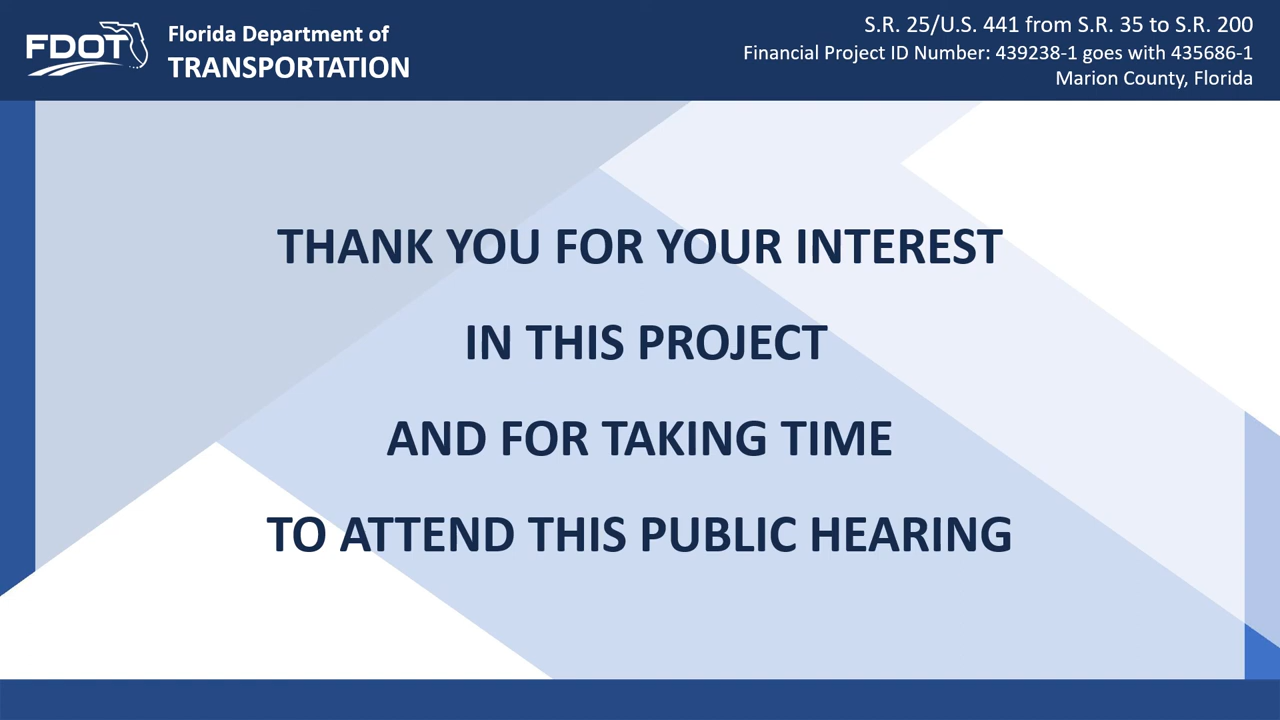 FDOT
Florida Department of
TRANSPORTATION
S.R. 25/U.S. 441 from S.R. 35 to S.R. 200
Financial Project ID Number: 439238-1 goes with 435686-1
Marion County, Florida
THANK YOU FOR YOUR INTEREST
IN THIS PROJECT
AND FOR TAKING TIME
TO ATTEND THIS PUBLIC HEARING